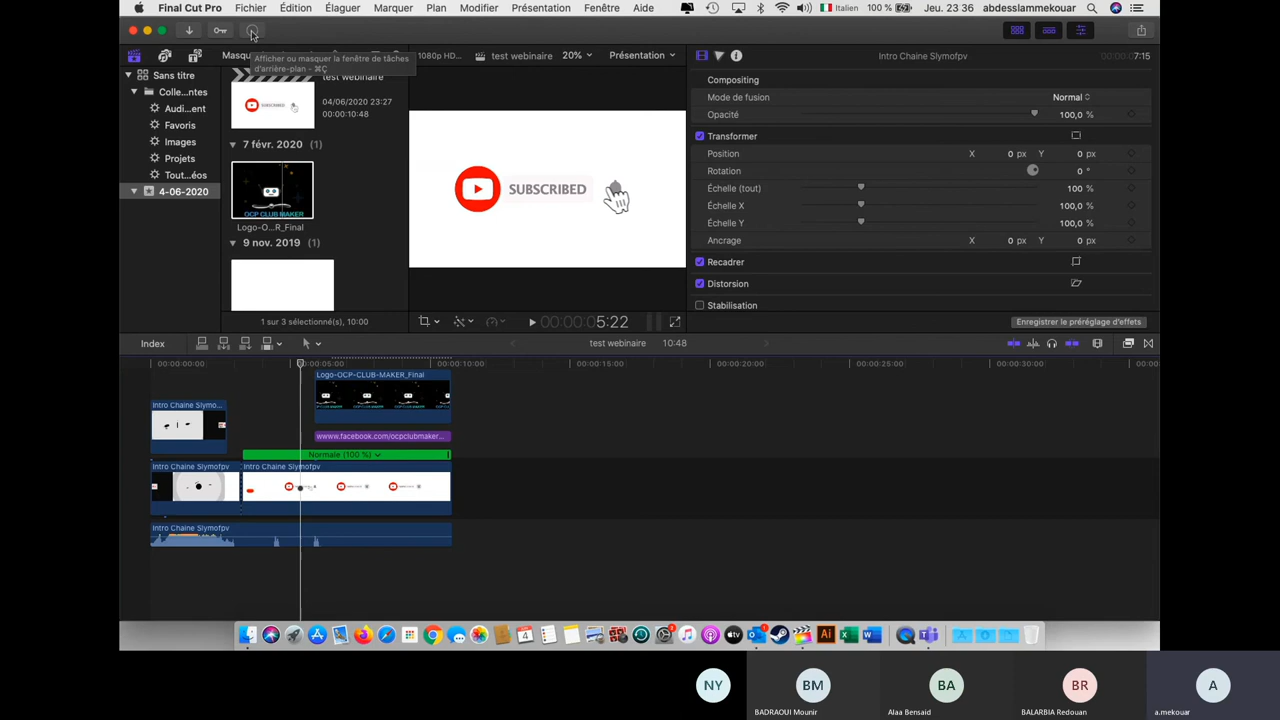 Final Cut Pro Fichier Édition Élaguer Marquer Plan Modifier Présentation Fenêtre Aide Italien 100 % Jeu. 23 36 abdesslammekouar
Masqu
Afficher ou masquer la fenêtre de tâches
d'arrière-plan - ⌘Ç
1080p HD... test webinaire 20% Présentation
Intro Chaine Slymofpv 7:15
Sans titre
Colle...ntes
Audi...ent
Favoris
Images
Projets
Tout...éos
4-06-2020
test webinaire
SUBSCRIBED
04/06/2020 23:27
00:00:10:48
7 févr. 2020 (1)
OCP CLUB MAKER
Logo-O...R_Final
9 nov. 2019 (1)
1 sur 3 sélectionné(s), 10:00
SUBSCRIBED
00:00:00:05:22
Compositing
Mode de fusion Normal
Opacité 100,0 %
Transformer
Position X 0 px Y 0 px
Rotation 0 °
Échelle (tout) 100 %
Échelle X 100,0 %
Échelle Y 100,0 %
Ancrage X 0 px Y 0 px
Recadrer
Distorsion
Stabilisation
Enregistrer le préréglage d'effets
Index test webinaire 10:48
00:00:00:00 00:00:05:00 00:00:10:00 00:00:15:00 00:00:20:00 00:00:25:00 00:00:30:00
Logo-OCP-CLUB-MAKER_Final
Intro Chaine Slymo...
wwww.facebook.com/ocpclubmaker...
Normale (100 %)
Intro Chaine Slymofpv Intro Chaine Slymofpv
Intro Chaine Slymofpv
NY BM BA BR A
BADRAOUI Mounir Alaa Bensaid BALARBIA Redouan a.mekouar